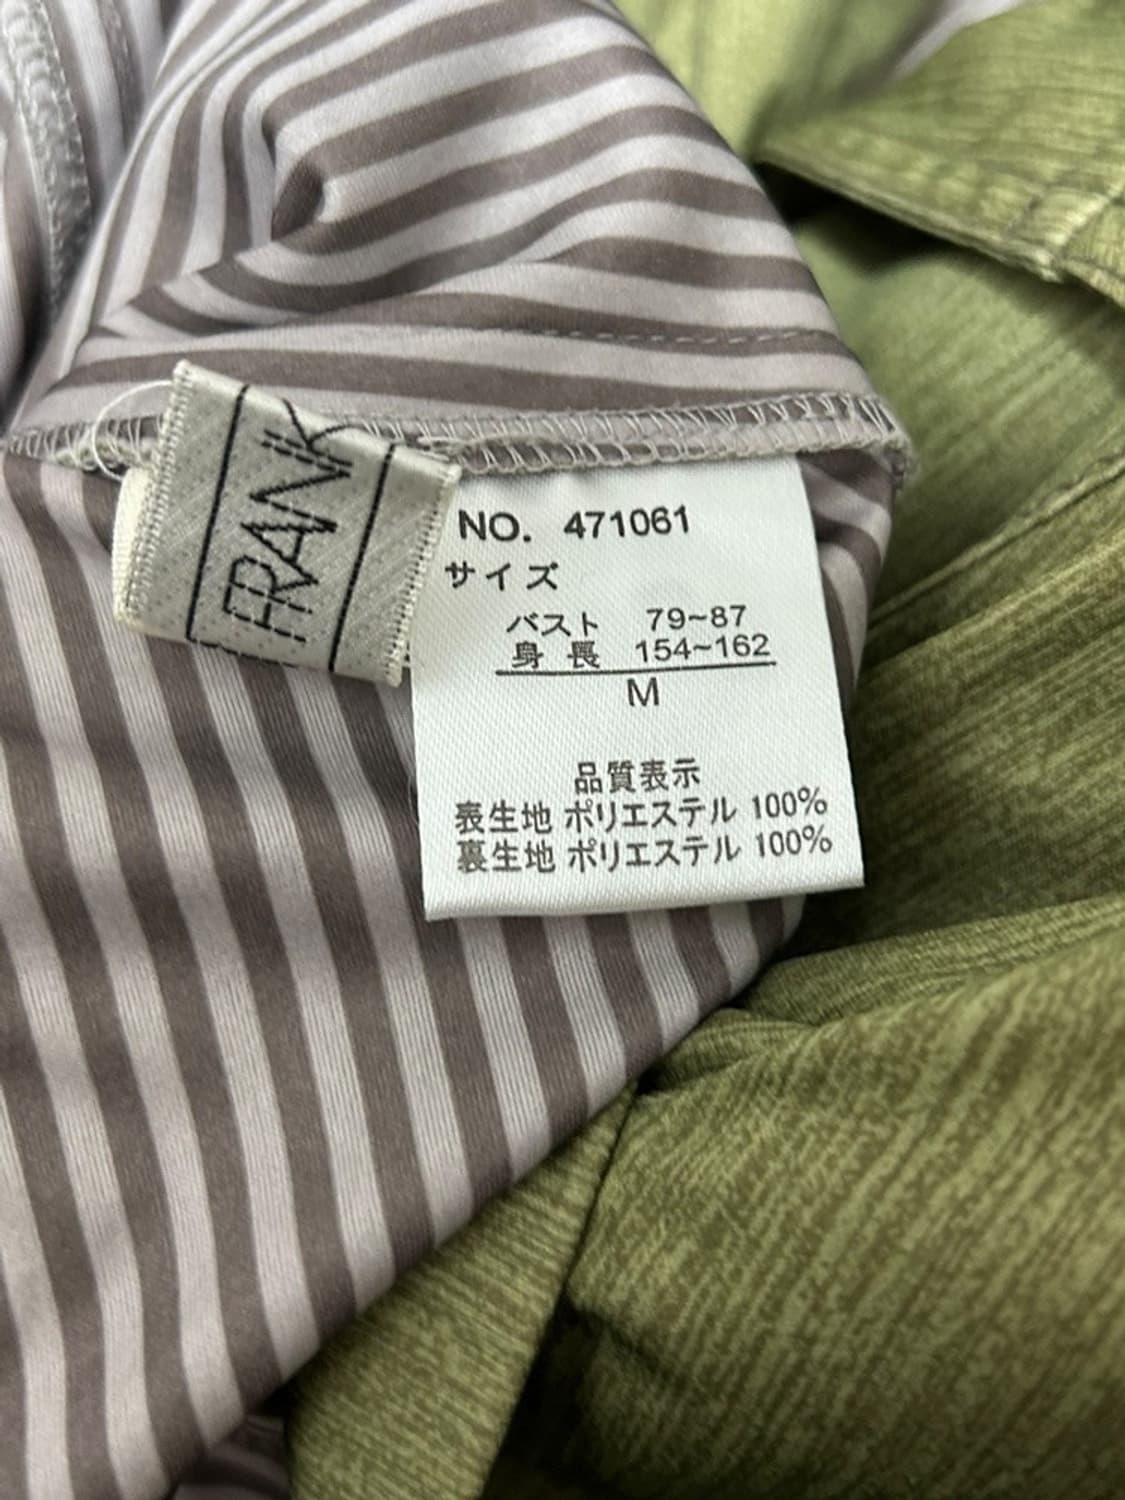 FRANK
NO. 471061
サイズ
バスト 79~87
身 長 154~162
M
品質表示
表生地 ポリエステル 100%
裏生地 ポリエステル 100%